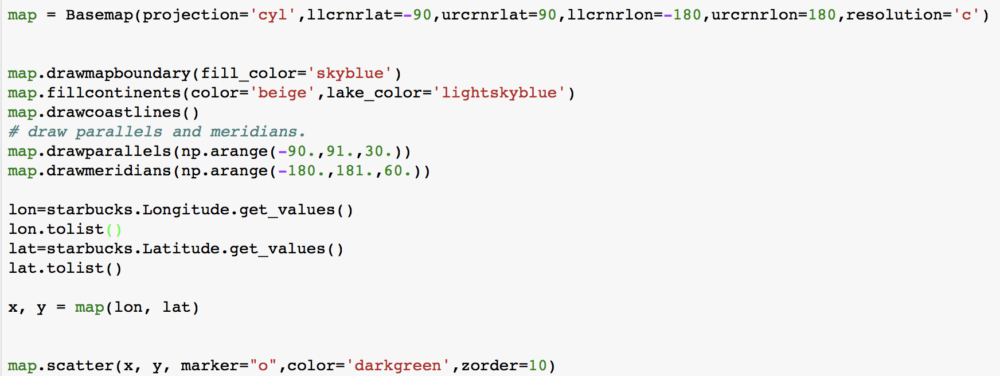 map = Basemap(projection='cyl',llcrnrlat=-90,urcrnrlat=90,llcrnrlon=-180,urcrnrlon=180,resolution='c')
map.drawmapboundary(fill_color='skyblue')
map.fillcontinents(color='beige',lake_color='lightskyblue')
map.drawcoastlines()
# draw parallels and meridians.
map.drawparallels(np.arange(-90.,91.,30.))
map.drawmeridians(np.arange(-180.,181.,60.))
lon=starbucks.Longitude.get_values()
lon.tolist()
lat=starbucks.Latitude.get_values()
lat.tolist()
x, y = map(lon, lat)
map.scatter(x, y, marker="o",color='darkgreen',zorder=10)